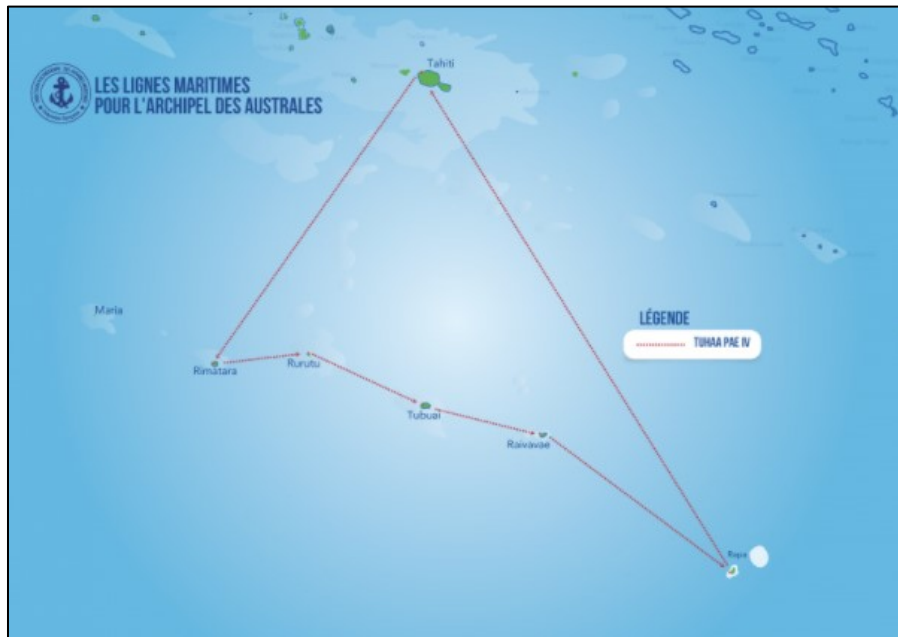 LES LIGNES MARITIMES
POUR L'ARCHIPEL DES AUSTRALES
Tahiti
Maria
LÉGENDE
TUHAA PAE IV
Rimatara
Rurutu
Tubuai
Raivavae
Rapa